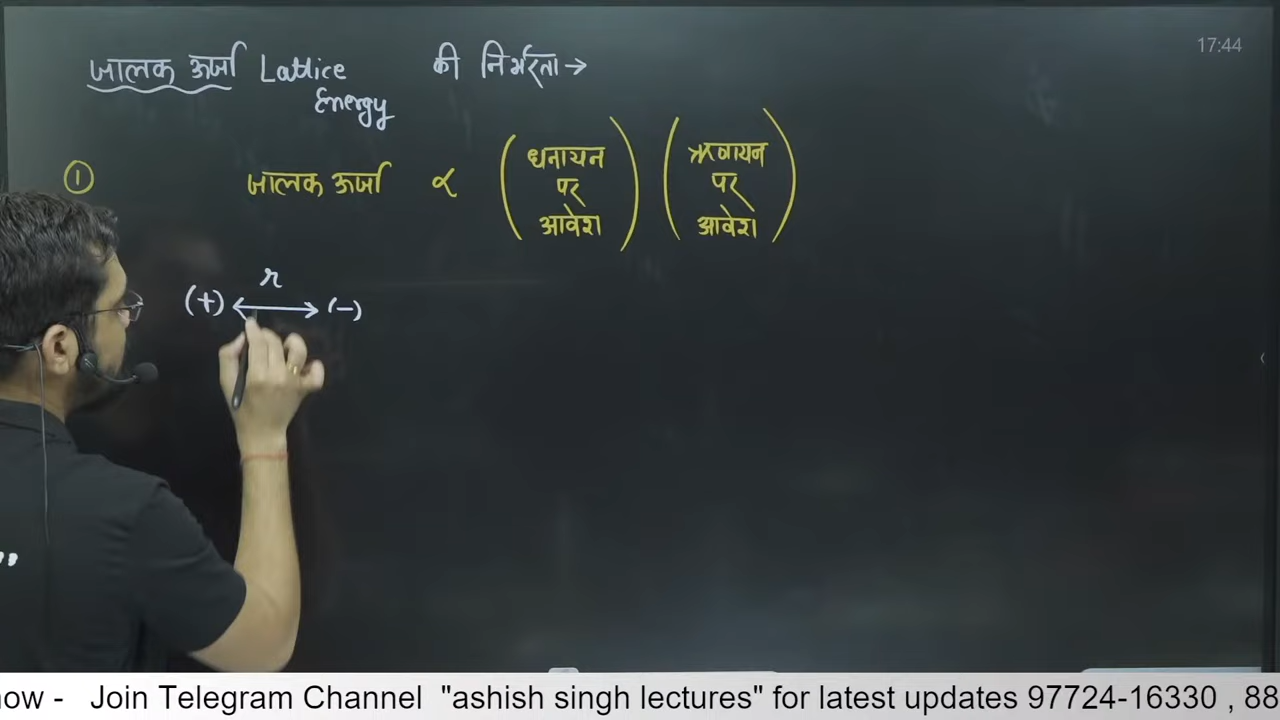 17:44
जालक ऊर्जा Lattice Energy की निर्भरता →
① जालक ऊर्जा ∝ (धनायन पर आवेश) (ऋणायन पर आवेश)
r
(+) ⟷ (-)
now - Join Telegram Channel "ashish singh lectures" for latest updates 97724-16330 , 88